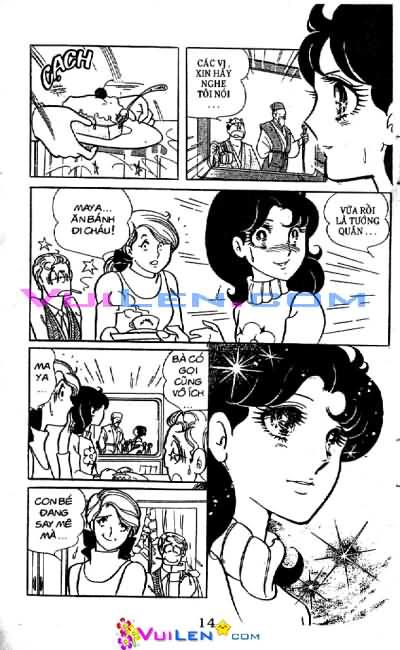 CẠCH
CÁC VỊ,
XIN HÃY
NGHE
TÔI NÓI
...
MAYA...
ĂN BÁNH
ĐI CHÁU!
VỪA RỒI
LÀ TƯỚNG
QUÂN...
VUILEN.COM
MA
YA
BÀ CÓ
GỌI
CŨNG
VÔ ÍCH
...
CON BÉ
ĐANG
SAY MÊ
MÀ...
14
VUILEN
.COM